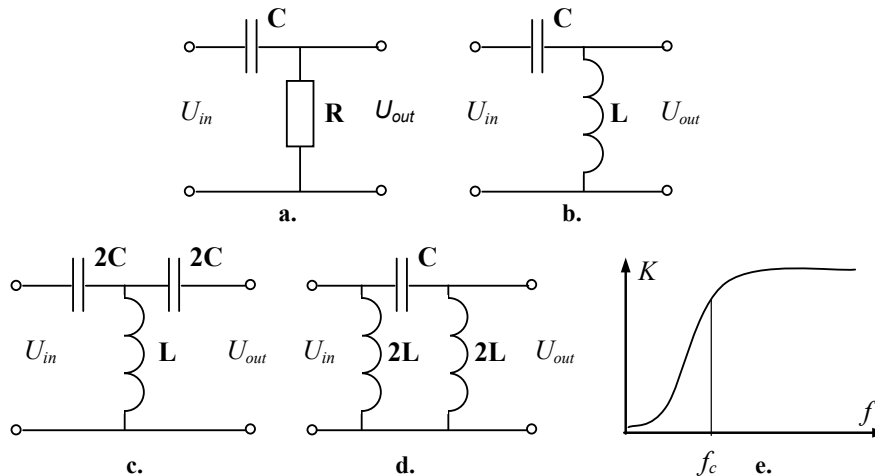 C
C
U_in
R
U_out
U_in
L
U_out
a.
b.
2C
2C
C
K
U_in
L
U_out
U_in
2L
2L
U_out
f
c.
d.
f_c
e.